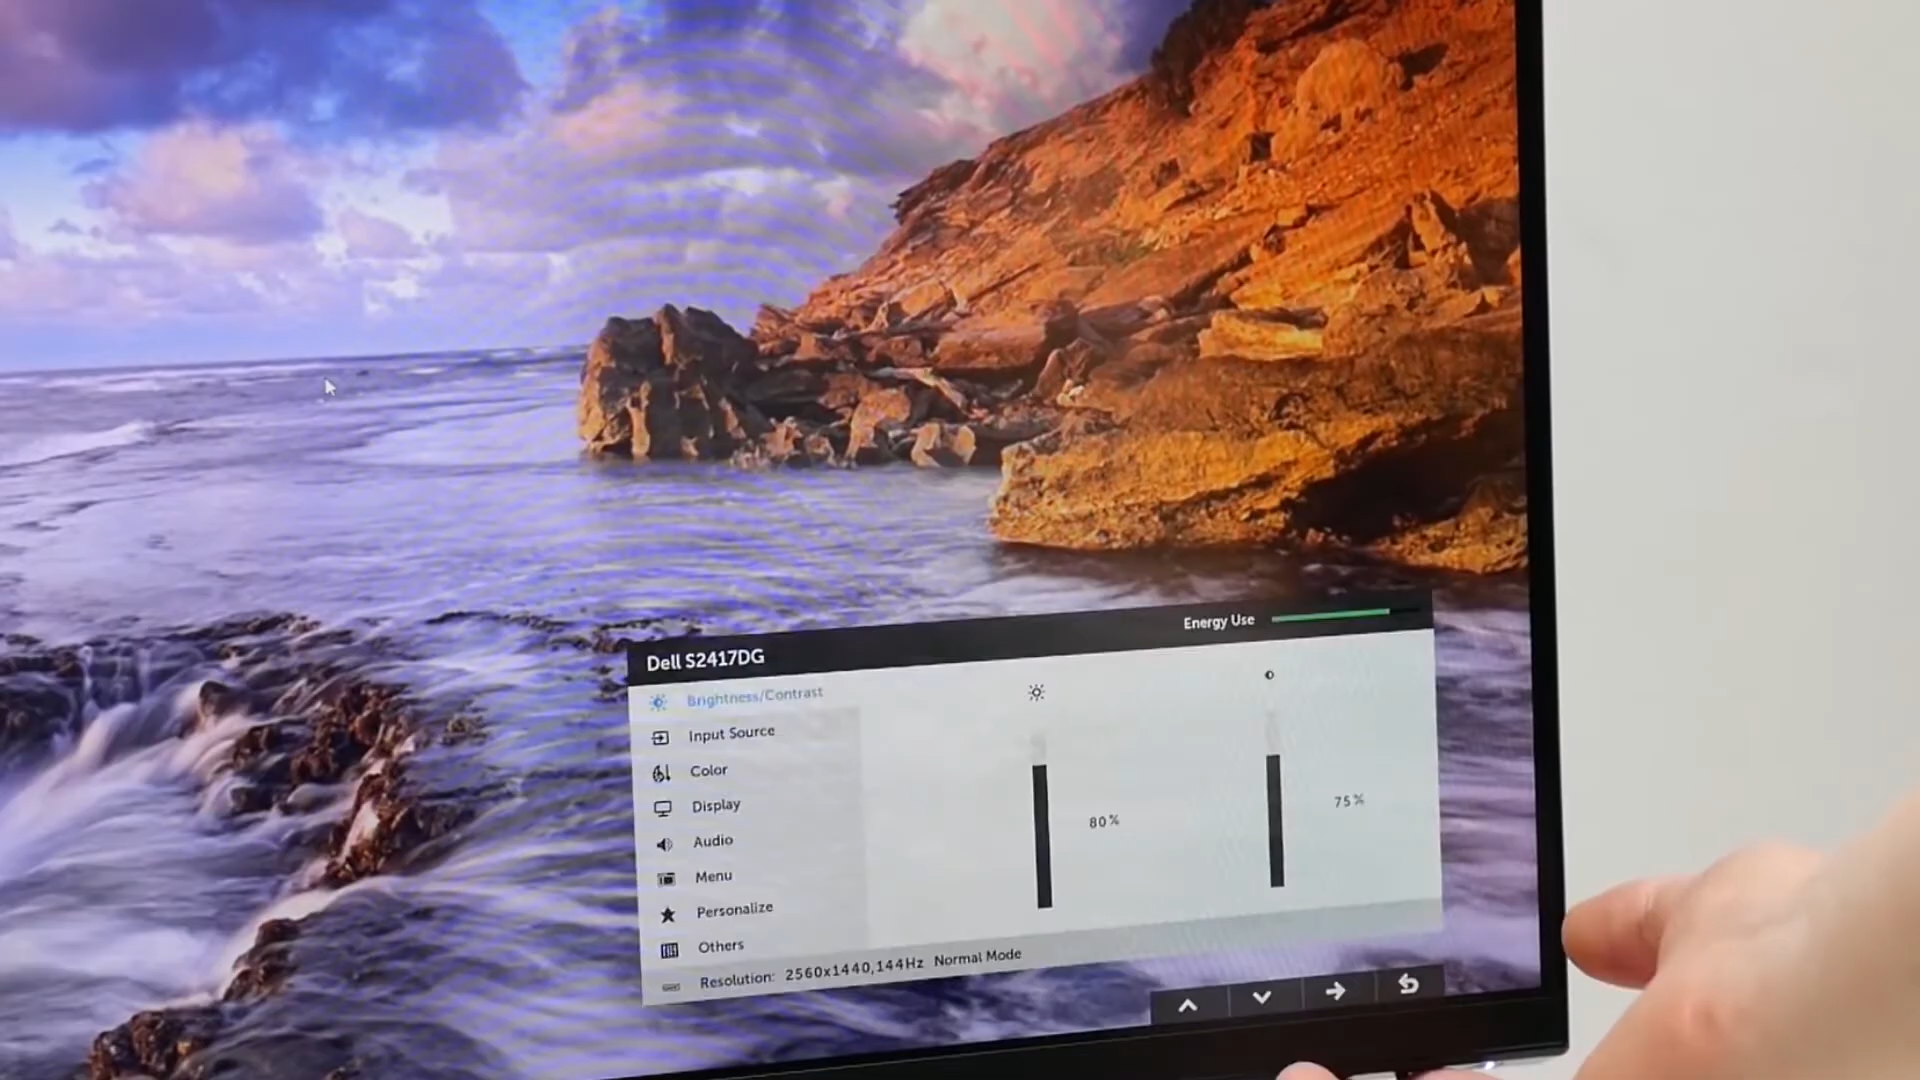 Energy Use
Dell S2417DG
Brightness/Contrast
Input Source
Color
Display
Audio
Menu
Personalize
Others
80%
75%
Resolution: 2560x1440,144Hz Normal Mode